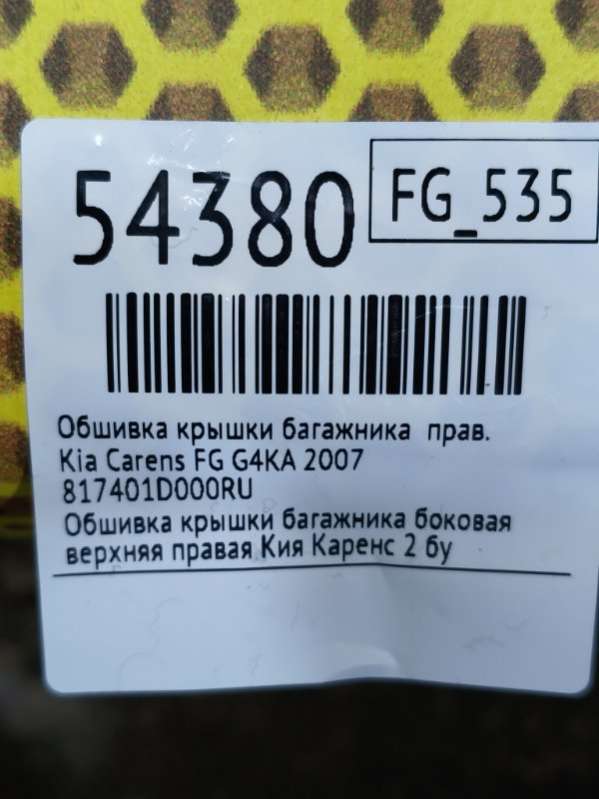 54380
FG_535
Обшивка крышки багажника прав.
Kia Carens FG G4KA 2007
817401D000RU
Обшивка крышки багажника боковая
верхняя правая Кия Каренс 2 бу